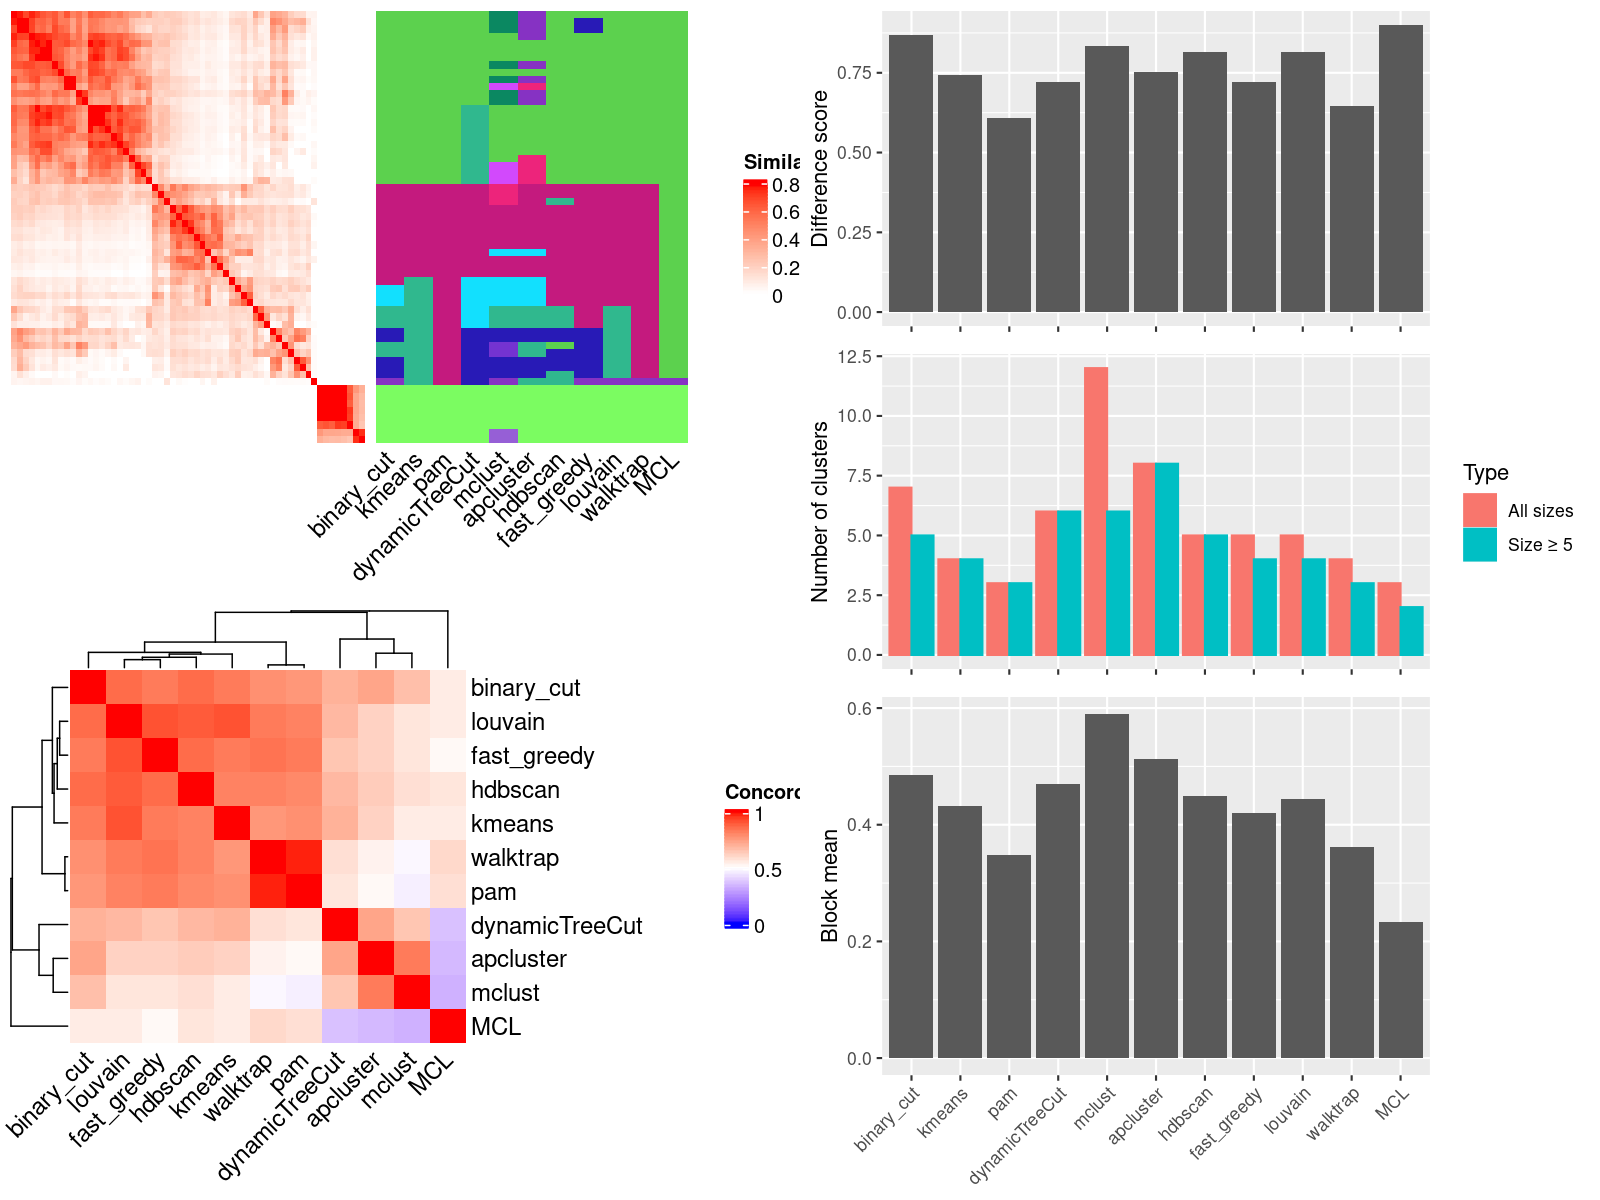 Simila
0.8
0.6
0.4
0.2
0
binary_cut
kmeans
pam
dynamicTreeCut
mclust
apcluster
hdbscan
fast_greedy
louvain
walktrap
MCL
Difference score
0.75
0.50
0.25
0.00
Number of clusters
12.5
10.0
7.5
5.0
2.5
0.0
Type
All sizes
Size ≥ 5
binary_cut
louvain
fast_greedy
hdbscan
kmeans
walktrap
pam
dynamicTreeCut
apcluster
mclust
MCL
binary_cut
louvain
fast_greedy
hdbscan
kmeans
walktrap
pam
dynamicTreeCut
apcluster
mclust
MCL
Concord
1
0.5
0
Block mean
0.6
0.4
0.2
0.0
binary_cut
kmeans
pam
dynamicTreeCut
mclust
apcluster
hdbscan
fast_greedy
louvain
walktrap
MCL